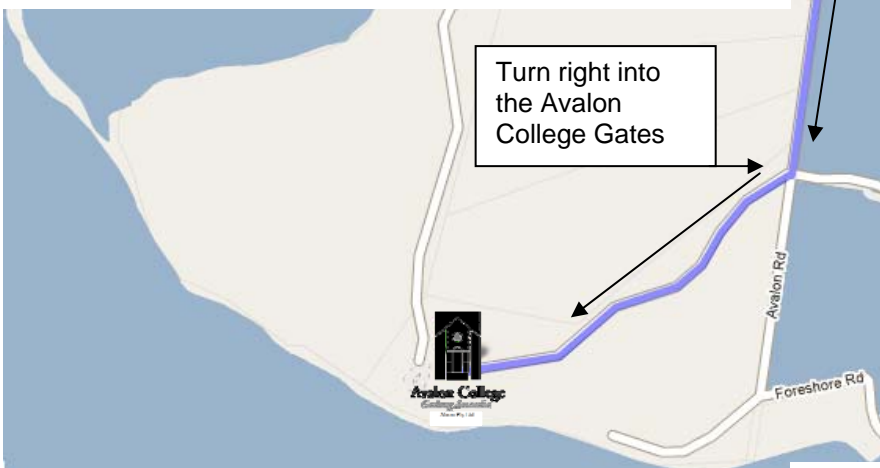 Turn right into
the Avalon
College Gates
Avalon Rd
Foreshore Rd
Avalon College